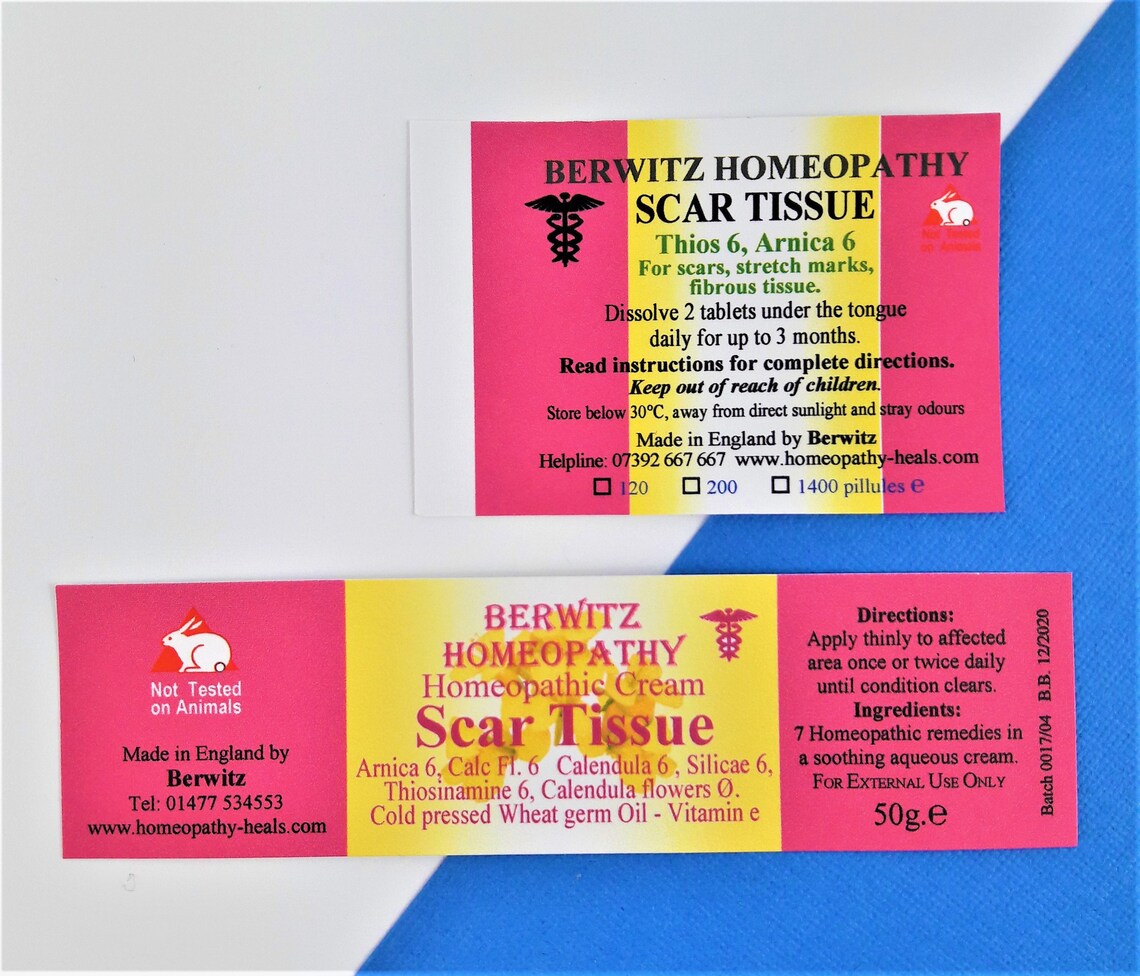 BERWITZ HOMEOPATHY
SCAR TISSUE
Not Tested
on Animals
Thios 6, Arnica 6
For scars, stretch marks,
fibrous tissue.
Dissolve 2 tablets under the tongue
daily for up to 3 months.
Read instructions for complete directions.
Keep out of reach of children.
Store below 30°C, away from direct sunlight and stray odours
Made in England by Berwitz
Helpline: 07392 667 667 www.homeopathy-heals.com
120 200 1400 pillules e
Not Tested
on Animals
Made in England by
Berwitz
Tel: 01477 534553
www.homeopathy-heals.com
BERWITZ
HOMEOPATHY
Homeopathic Cream
Scar Tissue
Arnica 6, Calc Fl. 6 Calendula 6 , Silicae 6,
Thiosinamine 6, Calendula flowers Ø.
Cold pressed Wheat germ Oil - Vitamin e
Directions:
Apply thinly to affected
area once or twice daily
until condition clears.
Ingredients:
7 Homeopathic remedies in
a soothing aqueous cream.
FOR EXTERNAL USE ONLY
50g.e
Batch 0017/04 B.B. 12/2020